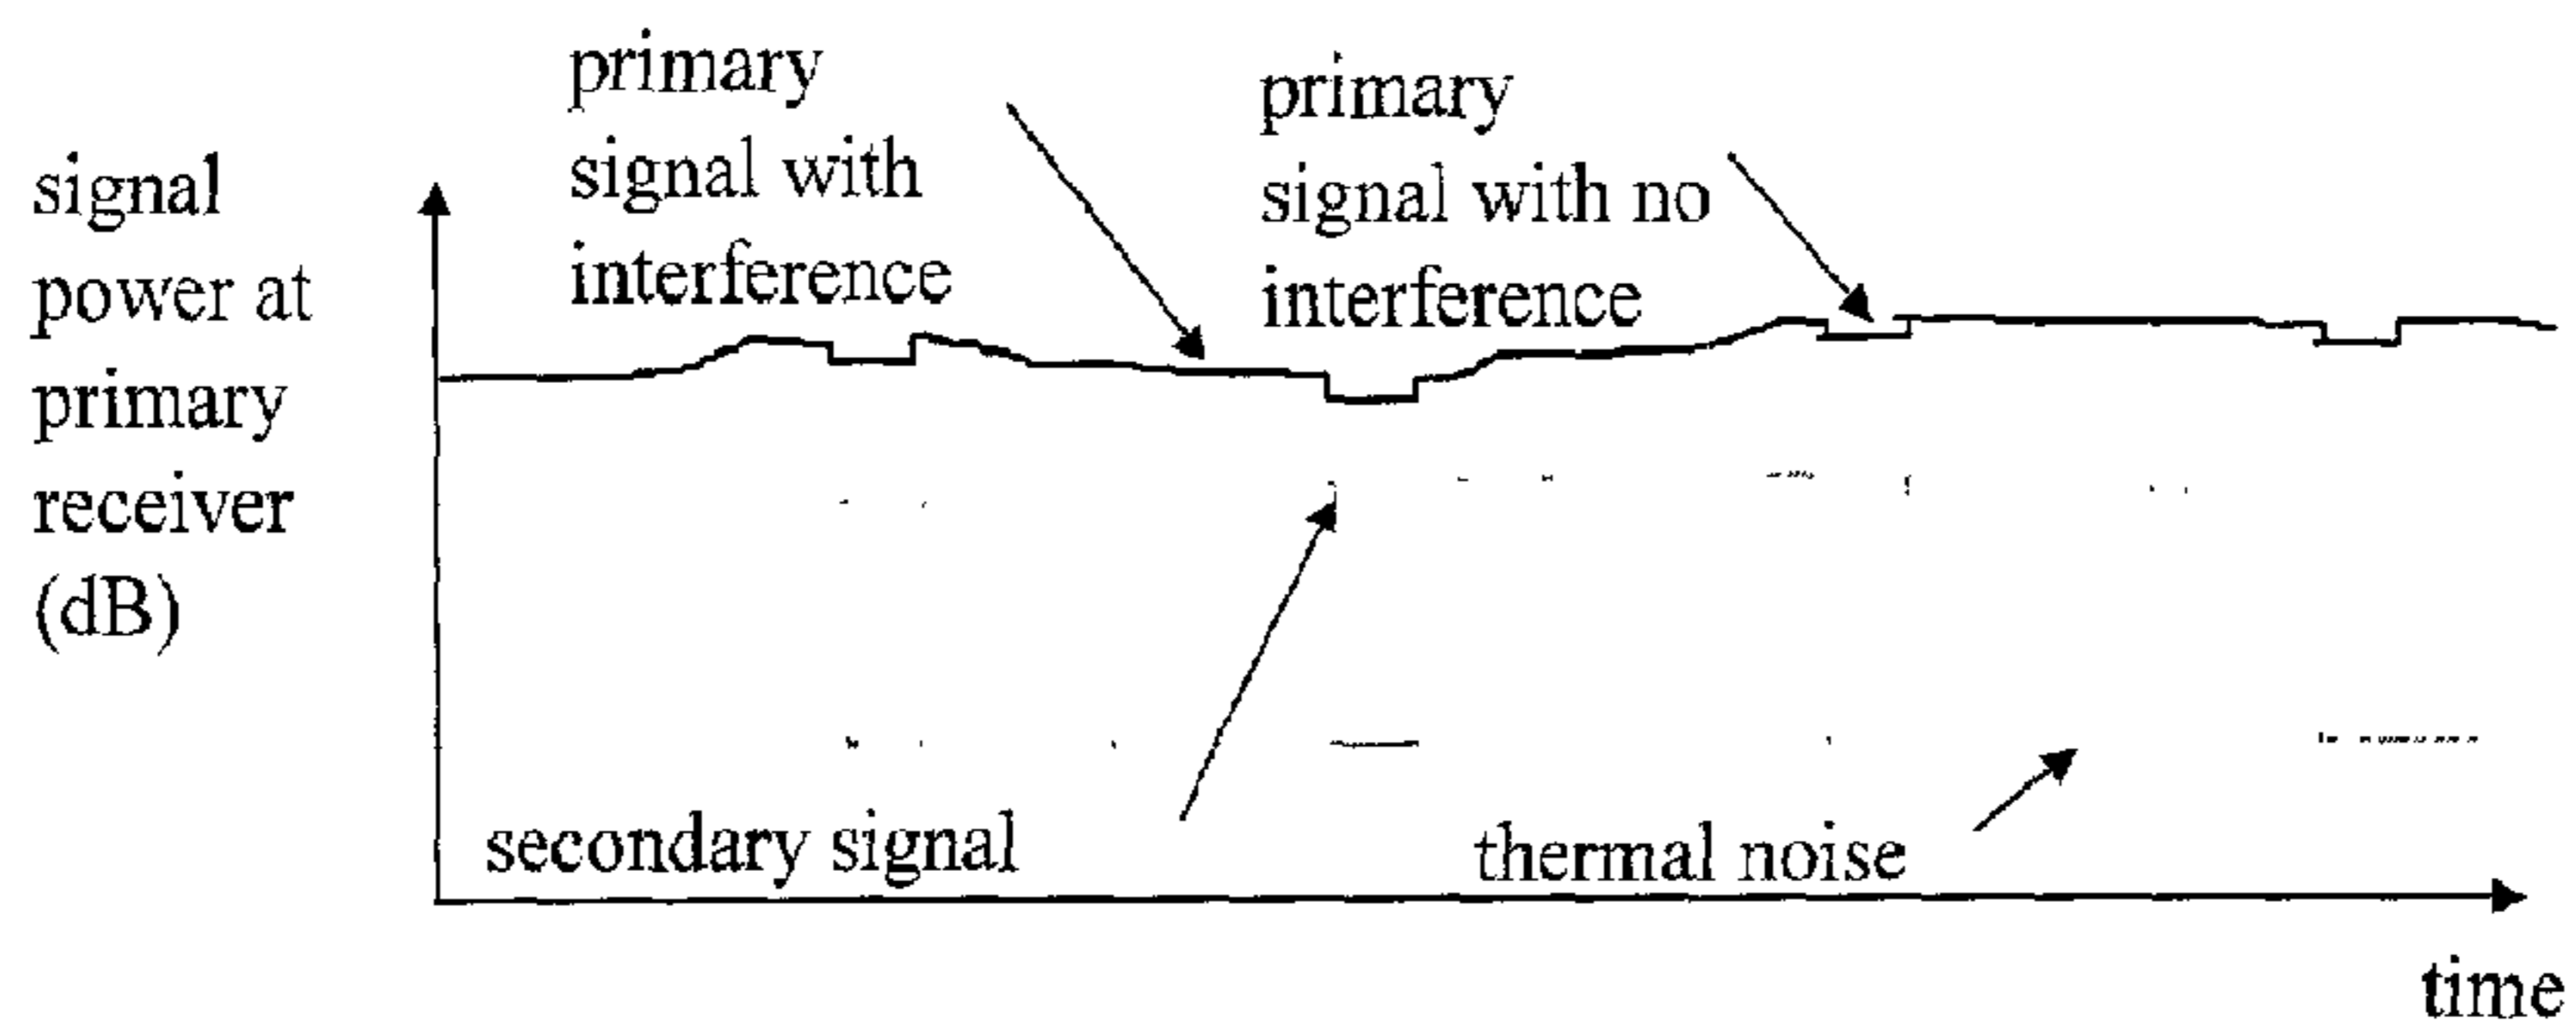 signal
power at
primary
receiver
(dB)
primary
signal with
interference
primary
signal with no
interference
secondary signal
thermal noise
time